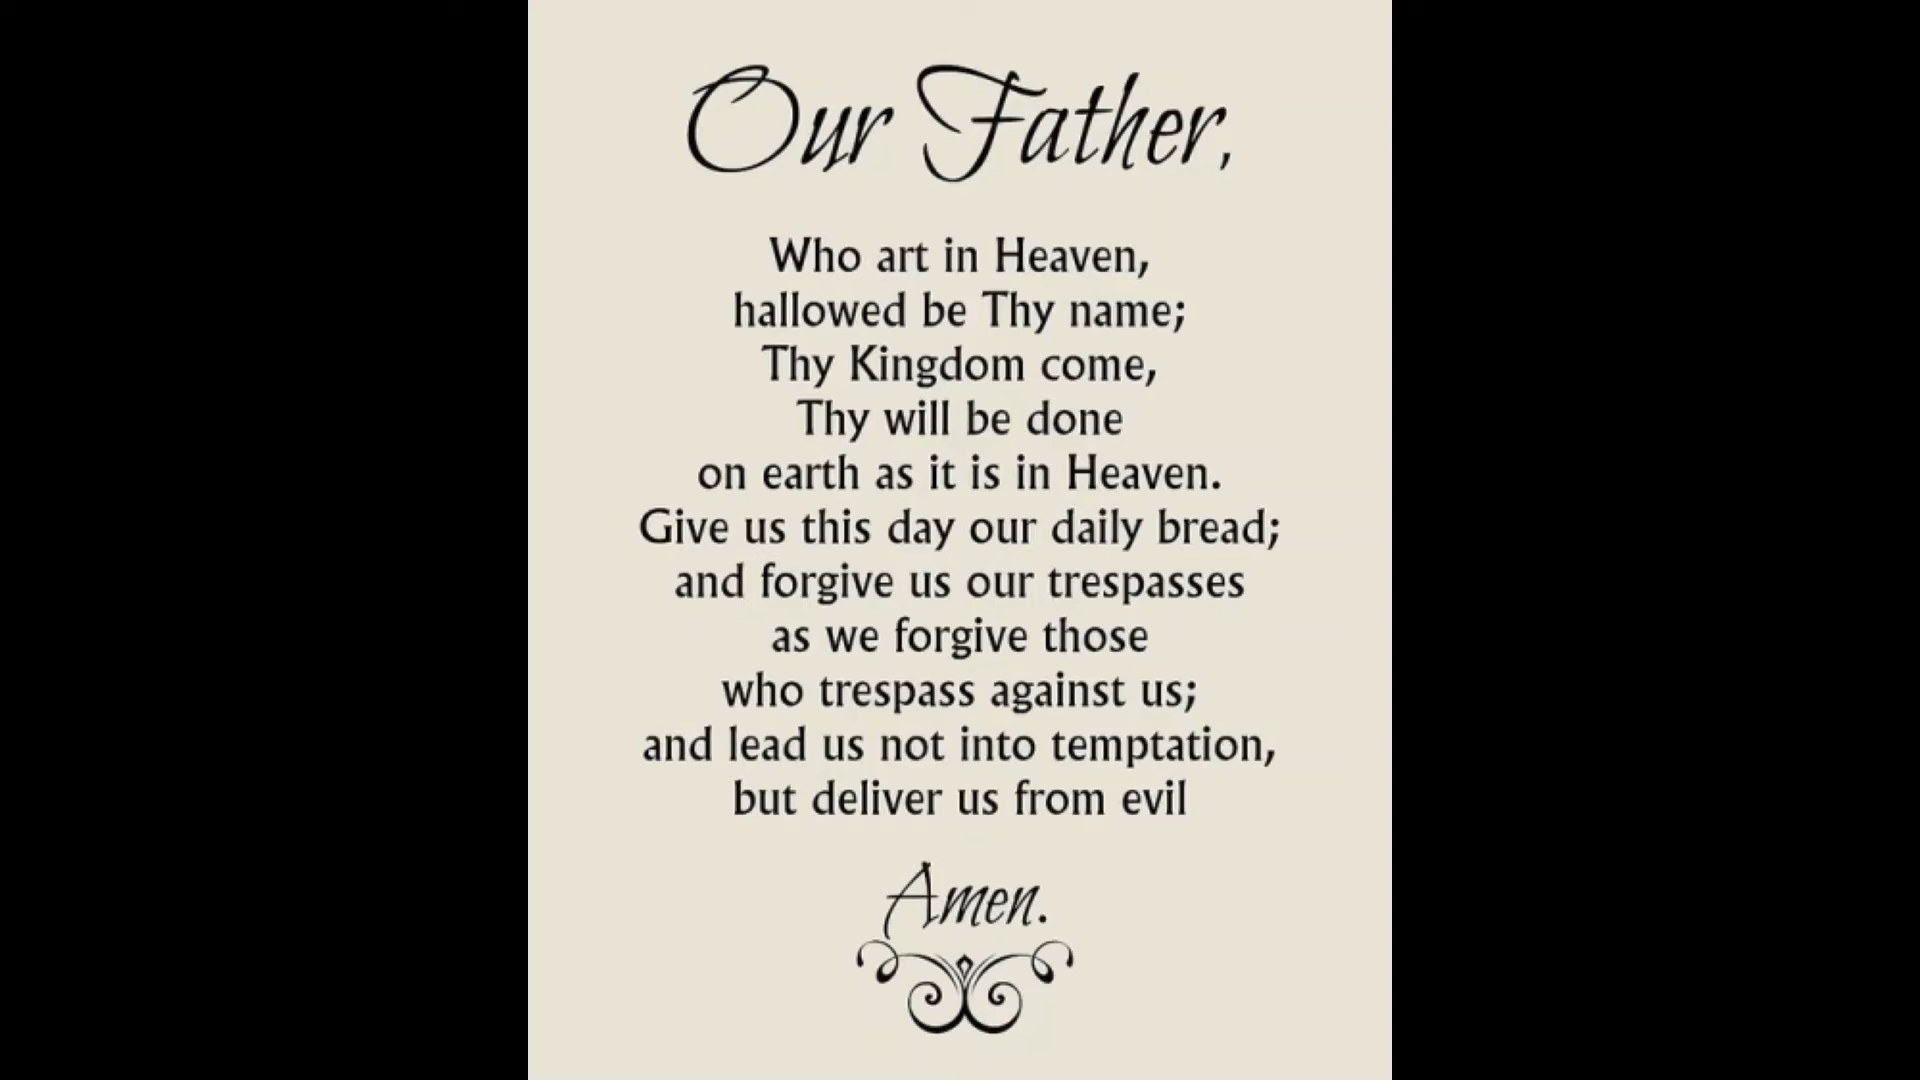 Our Father,
Who art in Heaven,
hallowed be Thy name;
Thy Kingdom come,
Thy will be done
on earth as it is in Heaven.
Give us this day our daily bread;
and forgive us our trespasses
as we forgive those
who trespass against us;
and lead us not into temptation,
but deliver us from evil
Amen.